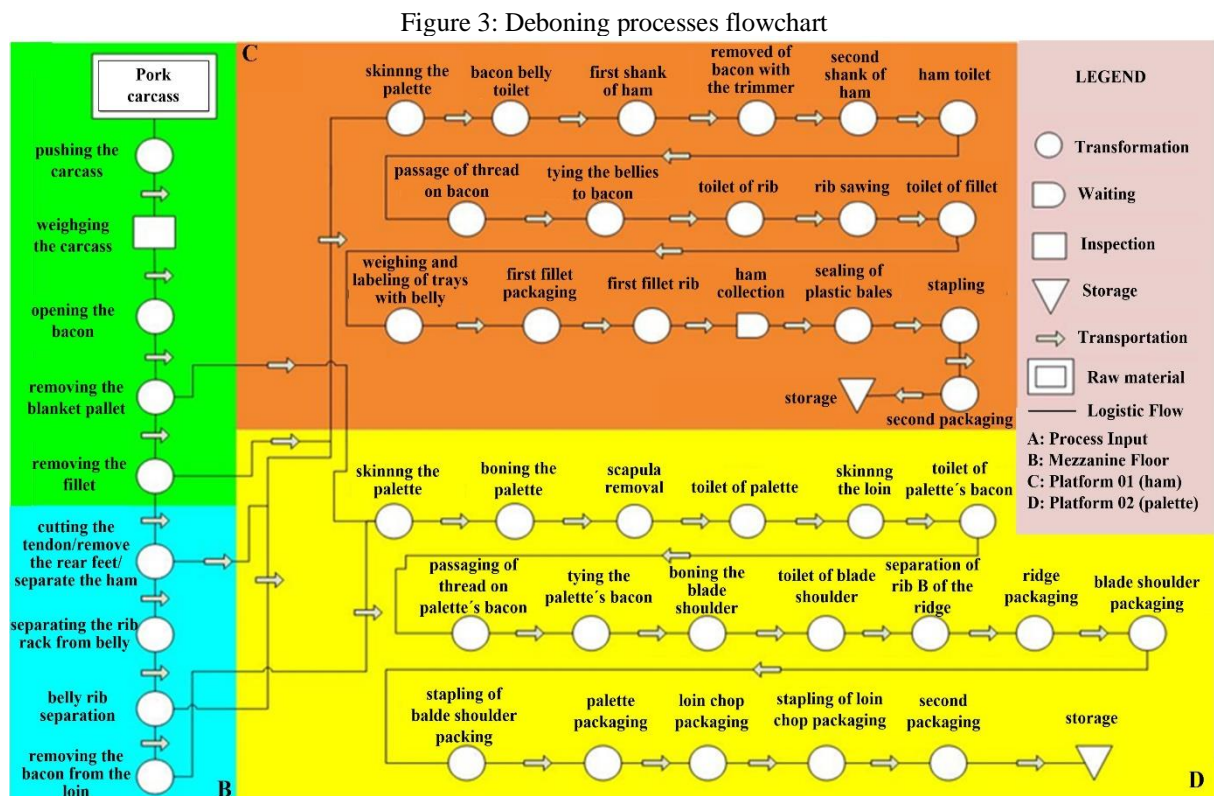 Figure 3: Deboning processes flowchart
Pork
carcass
pushing the
carcass
weighging
the carcass
opening the
bacon
removing the
blanket pallet
removing the
fillet
cutting the
tendon/remove
the rear feet/
separate the ham
separating the rib
rack from belly
belly rib
separation
removing the
bacon from the
loin
B
C
skinnng the
palette
bacon belly
toilet
first shank
of ham
removed of
bacon with
the trimmer
second
shank of
ham
ham toilet
passage of thread
on bacon
tying the
bellies
to bacon
toilet of rib
rib sawing
toilet of fillet
weighing and
labeling of trays
with belly
first fillet
packaging
first fillet rib
ham
collection
sealing of
plastic bales
stapling
storage
second packaging
skinnng the
palette
boning the
palette
scapula
removal
toilet of palette
skinnng
the loin
toilet of
palette´s bacon
passaging of
thread on
palette´s bacon
tying the
palette´s bacon
boning the
blade
shoulder
toilet of blade
shoulder
separation of
rib B of the
ridge
ridge
packaging
blade shoulder
packaging
stapling of
balde shoulder
packing
palette
packaging
loin chop
packaging
stapling of loin
chop packaging
second
packaging
storage
D
LEGEND
Transformation
Waiting
Inspection
Storage
Transportation
Raw material
Logistic Flow
A: Process Input
B: Mezzanine Floor
C: Platform 01 (ham)
D: Platform 02 (palette)